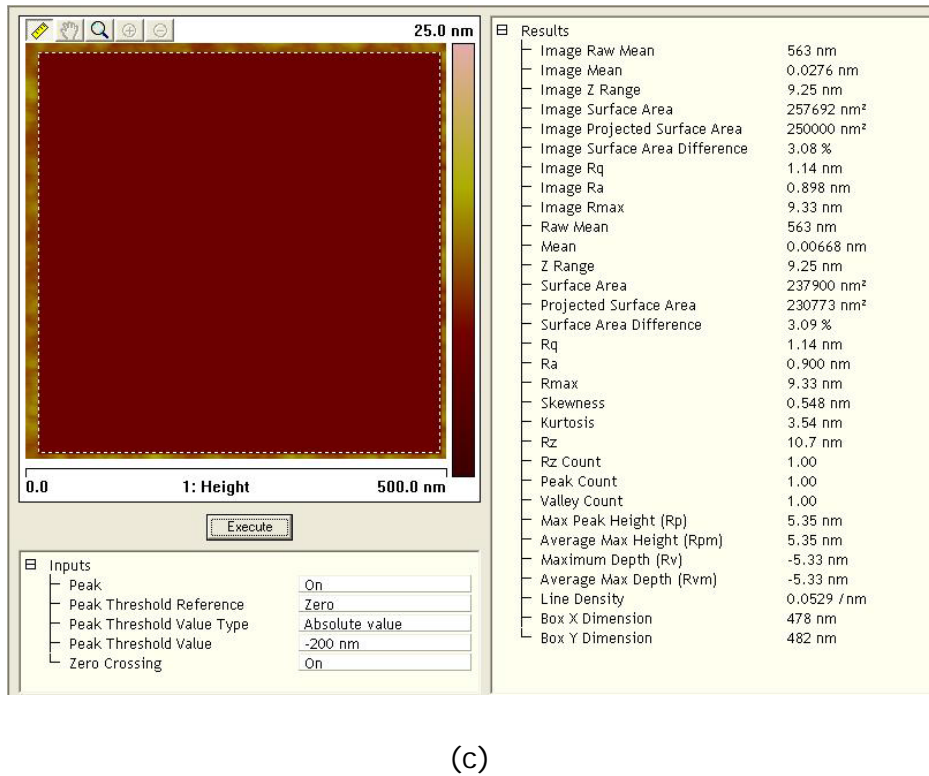 25.0 nm
0.0 1: Height 500.0 nm
Execute
Inputs
Peak On
Peak Threshold Reference Zero
Peak Threshold Value Type Absolute value
Peak Threshold Value -200 nm
Zero Crossing On
Results
Image Raw Mean 563 nm
Image Mean 0.0276 nm
Image Z Range 9.25 nm
Image Surface Area 257692 nm²
Image Projected Surface Area 250000 nm²
Image Surface Area Difference 3.08 %
Image Rq 1.14 nm
Image Ra 0.898 nm
Image Rmax 9.33 nm
Raw Mean 563 nm
Mean 0.00668 nm
Z Range 9.25 nm
Surface Area 237900 nm²
Projected Surface Area 230773 nm²
Surface Area Difference 3.09 %
Rq 1.14 nm
Ra 0.900 nm
Rmax 9.33 nm
Skewness 0.548 nm
Kurtosis 3.54 nm
Rz 10.7 nm
Rz Count 1.00
Peak Count 1.00
Valley Count 1.00
Max Peak Height (Rp) 5.35 nm
Average Max Height (Rpm) 5.35 nm
Maximum Depth (Rv) -5.33 nm
Average Max Depth (Rvm) -5.33 nm
Line Density 0.0529 /nm
Box X Dimension 478 nm
Box Y Dimension 482 nm
(c)